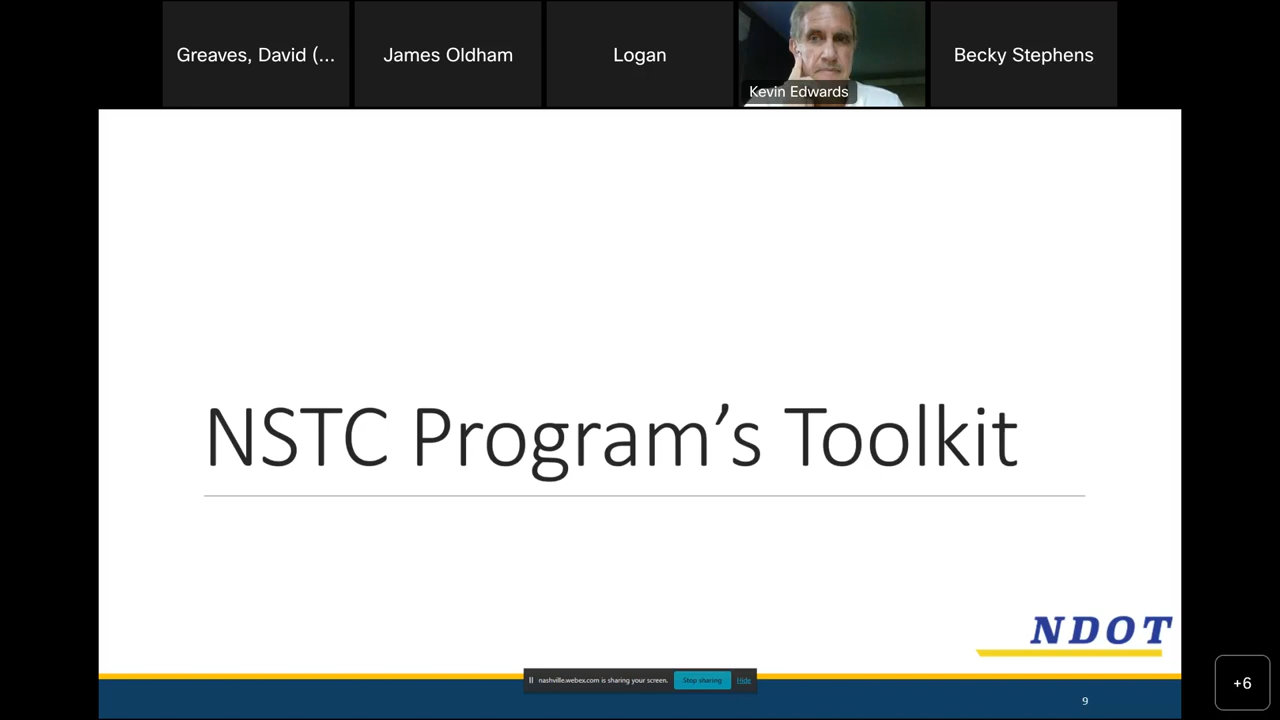 Greaves, David (...
James Oldham
Logan
Kevin Edwards
Becky Stephens
NSTC Program's Toolkit
NDOT
nashville.webex.com is sharing your screen.
Stop sharing
Hide
9
+6